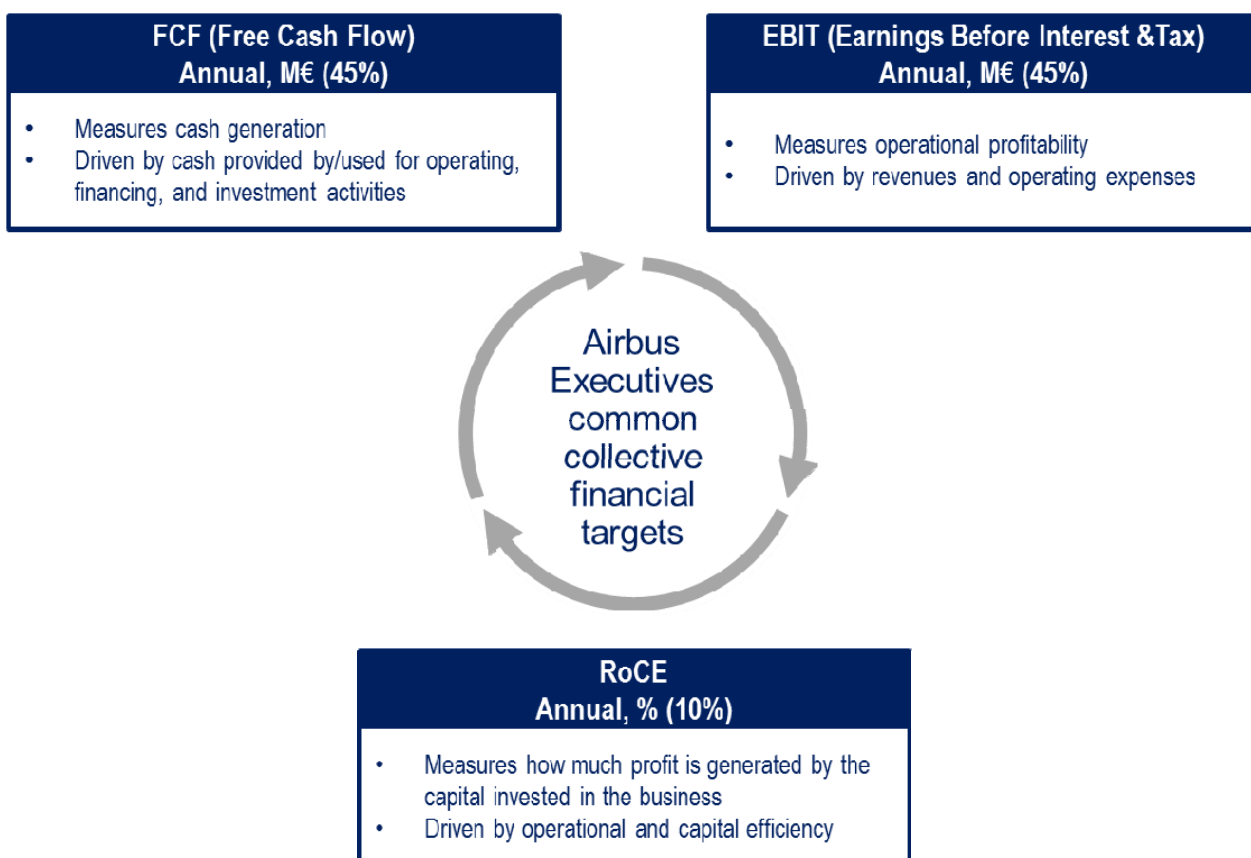 FCF (Free Cash Flow)
Annual, M€ (45%)
• Measures cash generation
• Driven by cash provided by/used for operating,
financing, and investment activities
EBIT (Earnings Before Interest &Tax)
Annual, M€ (45%)
• Measures operational profitability
• Driven by revenues and operating expenses
Airbus
Executives
common
collective
financial
targets
RoCE
Annual, % (10%)
• Measures how much profit is generated by the
capital invested in the business
• Driven by operational and capital efficiency